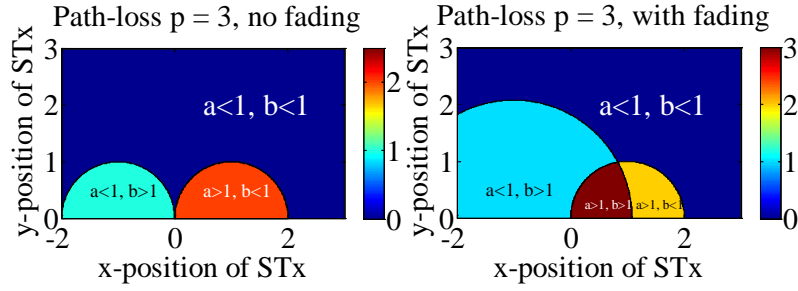 Path-loss p = 3, no fading
3
2
1
0
y-position of STx
a<1, b<1
a<1, b>1
a>1, b<1
-2
0
2
x-position of STx
2
1
0
Path-loss p = 3, with fading
3
2
1
0
y-position of STx
a<1, b<1
a<1, b>1
a>1, b>1
a>1, b<1
-2
0
2
x-position of STx
3
2
1
0